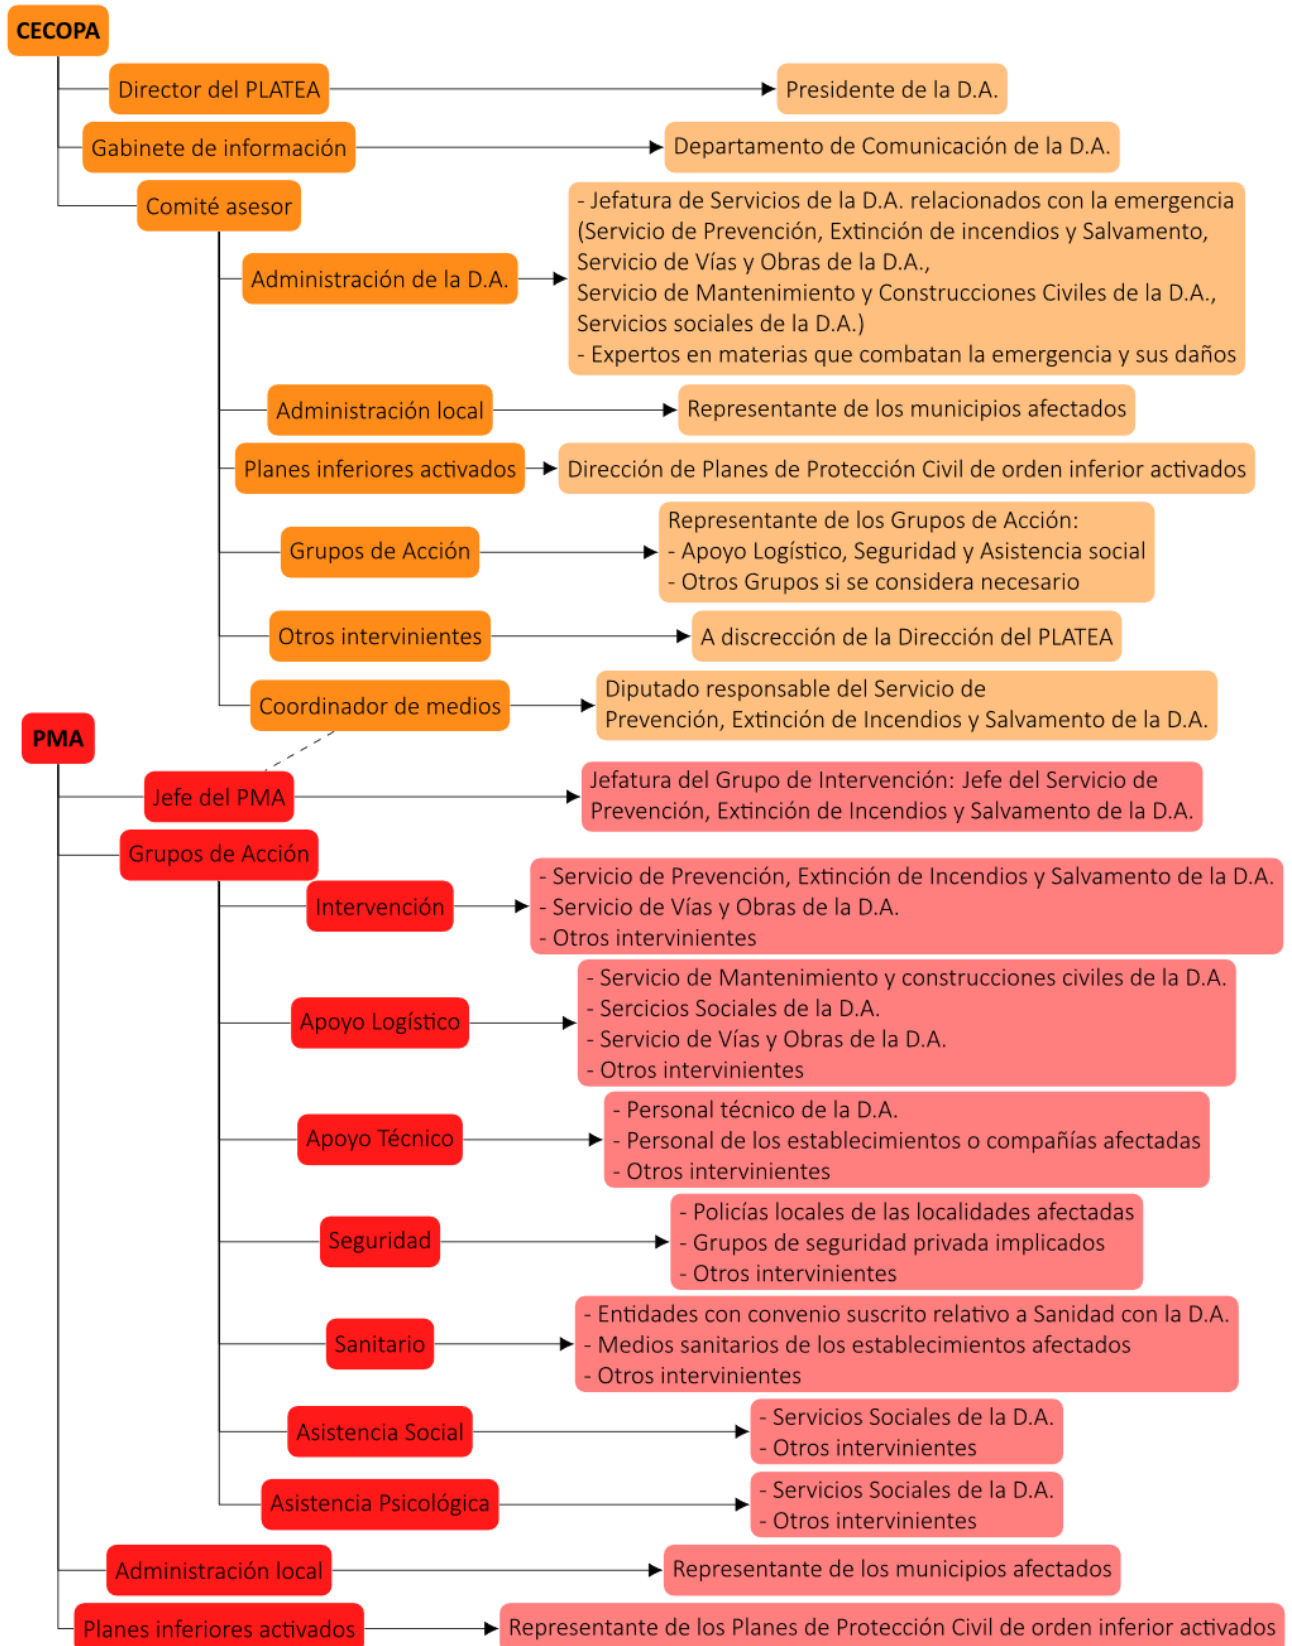 CECOPA
Director del PLATEA
Presidente de la D.A.
Gabinete de información
Departamento de Comunicación de la D.A.
Comité asesor
Administración de la D.A.
- Jefatura de Servicios de la D.A. relacionados con la emergencia
(Servicio de Prevención, Extinción de incendios y Salvamento,
Servicio de Vías y Obras de la D.A.,
Servicio de Mantenimiento y Construcciones Civiles de la D.A.,
Servicios sociales de la D.A.)
- Expertos en materias que combatan la emergencia y sus daños
Administración local
Representante de los municipios afectados
Planes inferiores activados
Dirección de Planes de Protección Civil de orden inferior activados
Grupos de Acción
Representante de los Grupos de Acción:
- Apoyo Logístico, Seguridad y Asistencia social
- Otros Grupos si se considera necesario
Otros intervinientes
A discrección de la Dirección del PLATEA
Coordinador de medios
Diputado responsable del Servicio de
Prevención, Extinción de Incendios y Salvamento de la D.A.
PMA
Jefe del PMA
Jefatura del Grupo de Intervención: Jefe del Servicio de
Prevención, Extinción de Incendios y Salvamento de la D.A.
Grupos de Acción
Intervención
- Servicio de Prevención, Extinción de Incendios y Salvamento de la D.A.
- Servicio de Vías y Obras de la D.A.
- Otros intervinientes
Apoyo Logístico
- Servicio de Mantenimiento y construcciones civiles de la D.A.
- Sercicios Sociales de la D.A.
- Servicio de Vías y Obras de la D.A.
- Otros intervinientes
Apoyo Técnico
- Personal técnico de la D.A.
- Personal de los establecimientos o compañías afectadas
- Otros intervinientes
Seguridad
- Policías locales de las localidades afectadas
- Grupos de seguridad privada implicados
- Otros intervinientes
Sanitario
- Entidades con convenio suscrito relativo a Sanidad con la D.A.
- Medios sanitarios de los establecimientos afectados
- Otros intervinientes
Asistencia Social
- Servicios Sociales de la D.A.
- Otros intervinientes
Asistencia Psicológica
- Servicios Sociales de la D.A.
- Otros intervinientes
Administración local
Representante de los municipios afectados
Planes inferiores activados
Representante de los Planes de Protección Civil de orden inferior activados